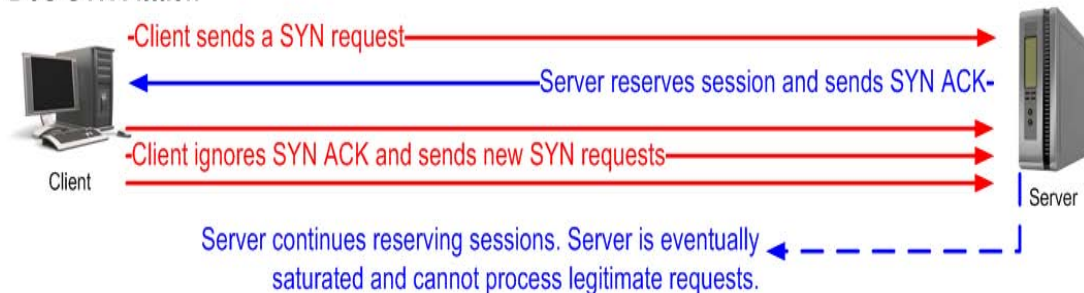 Client sends a SYN request
Server reserves session and sends SYN ACK
Client ignores SYN ACK and sends new SYN requests
Client
Server
Server continues reserving sessions. Server is eventually
saturated and cannot process legitimate requests.